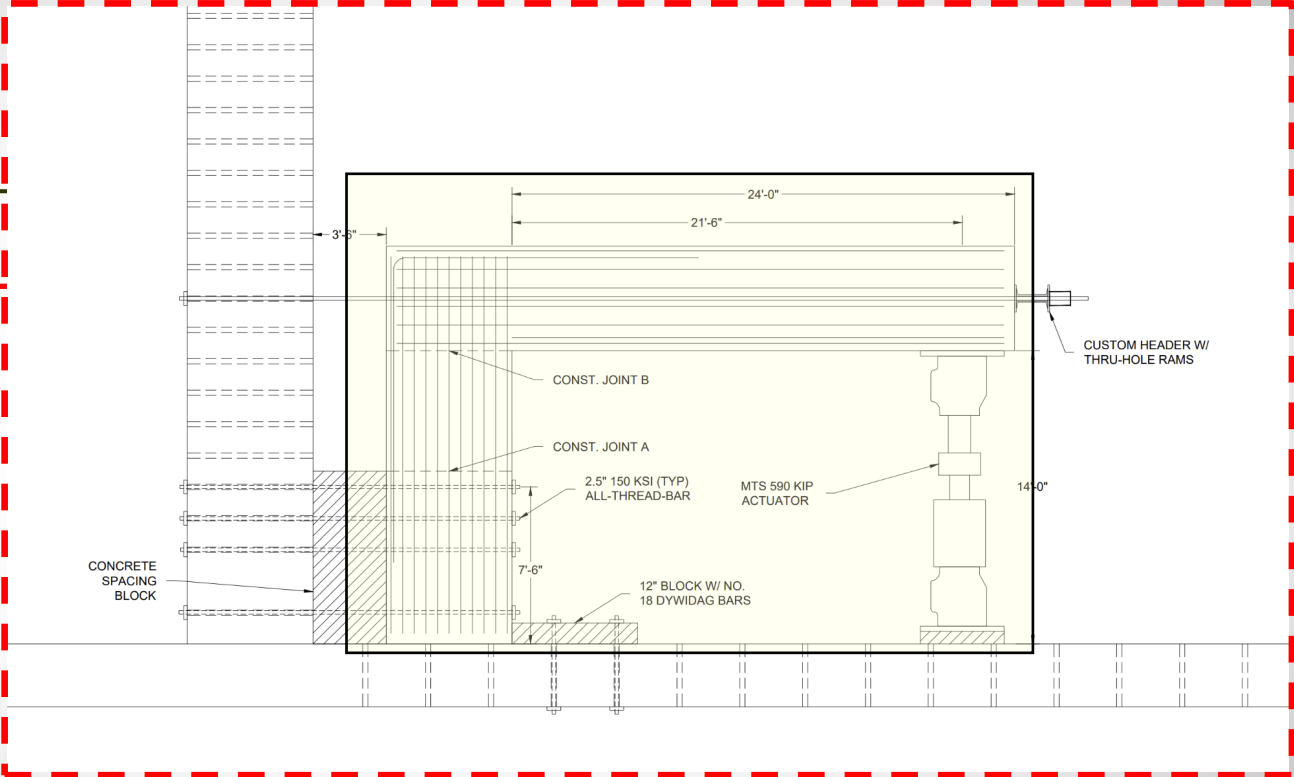 24'-0"
21'-6"
3'-6"
CUSTOM HEADER W/
THRU-HOLE RAMS
CONST. JOINT B
CONST. JOINT A
2.5" 150 KSI (TYP)
ALL-THREAD-BAR
MTS 590 KIP
ACTUATOR
14'-0"
CONCRETE
SPACING
BLOCK
7'-6"
12" BLOCK W/ NO.
18 DYWIDAG BARS